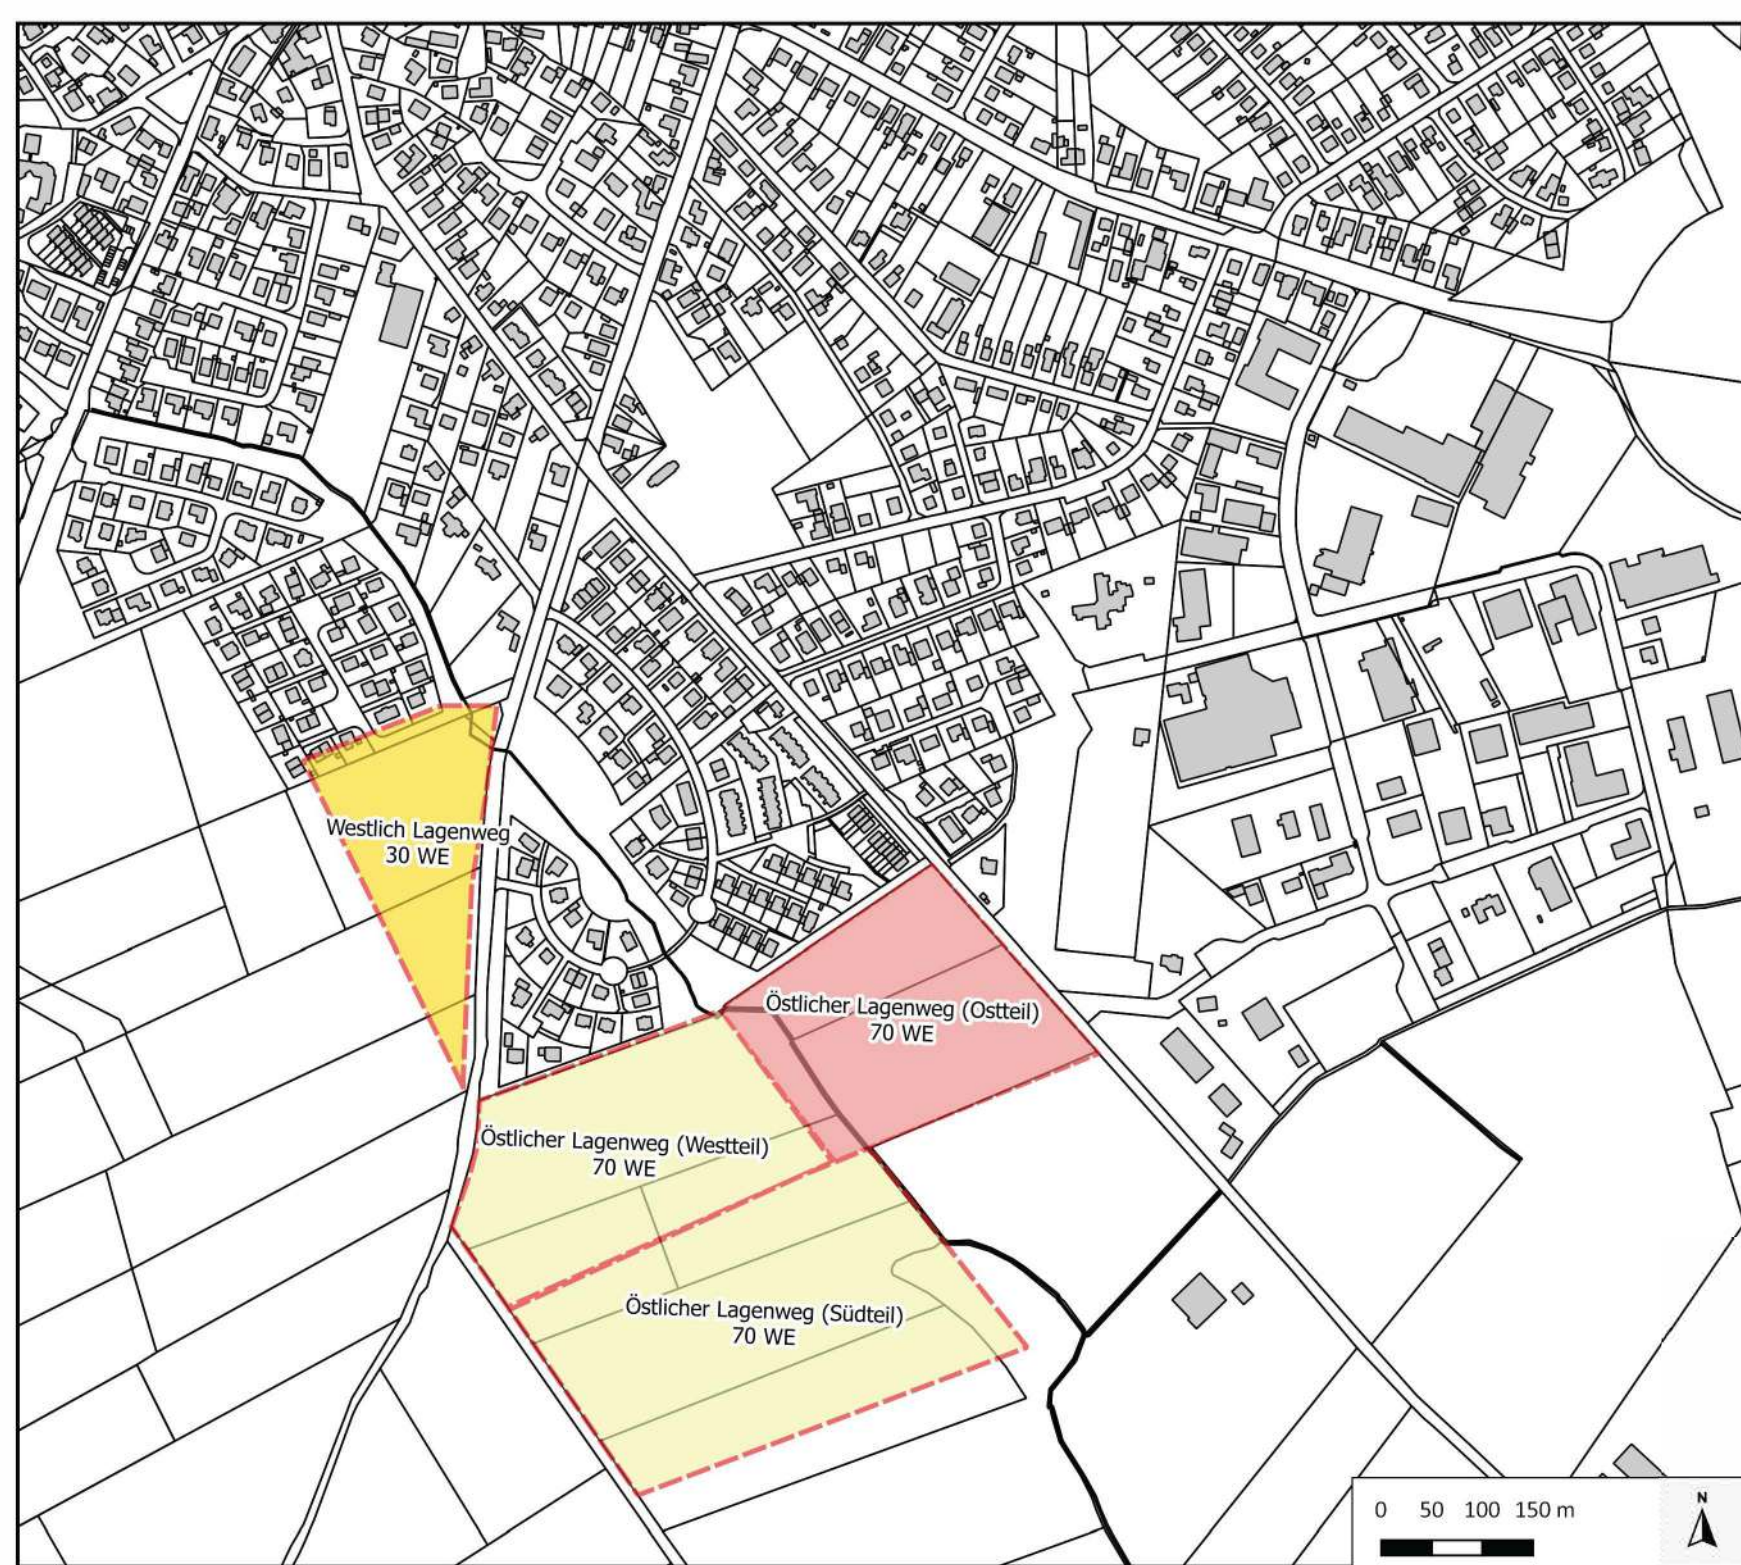 Westlich Lagenweg
30 WE
Östlicher Lagenweg (Ostteil)
70 WE
Östlicher Lagenweg (Westteil)
70 WE
Östlicher Lagenweg (Südteil)
70 WE
0 50 100 150 m
N